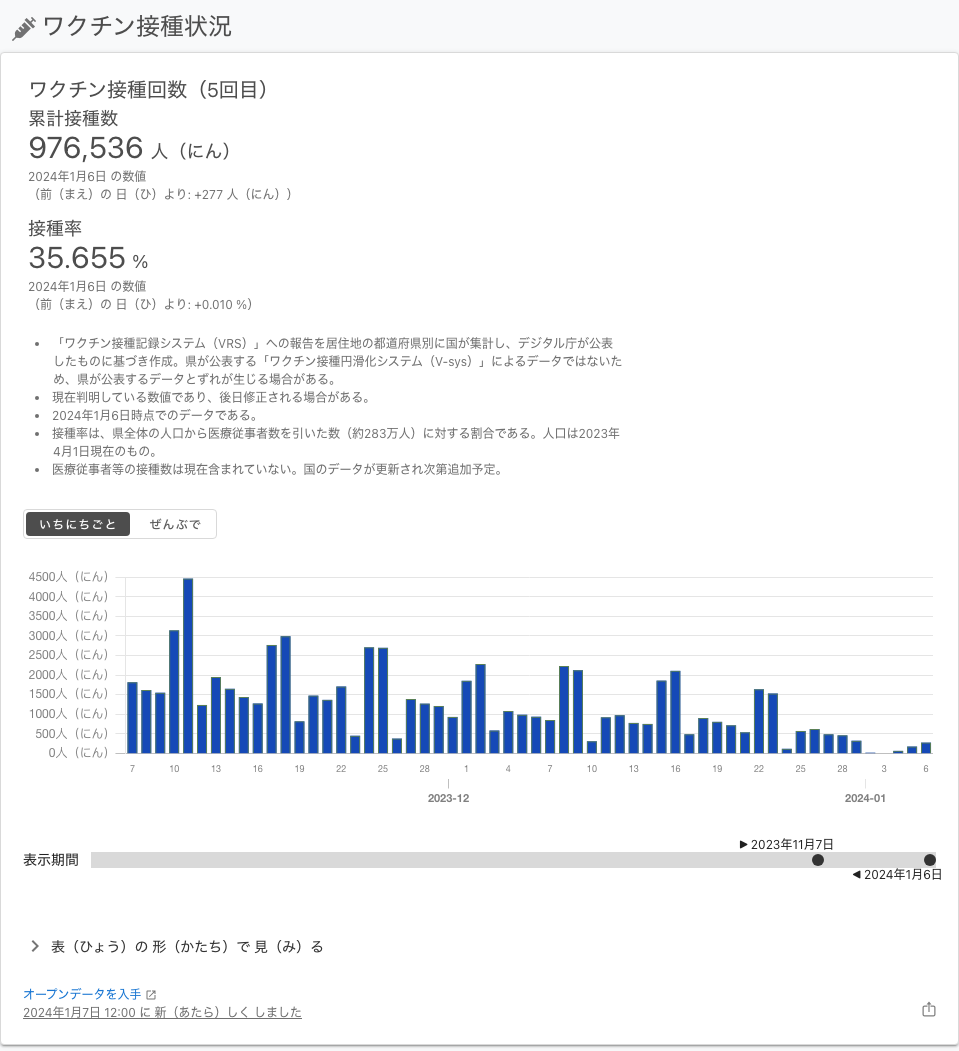 ワクチン接種状況
ワクチン接種回数（5回目）
累計接種数
976,536 人（にん）
2024年1月6日 の数値
（前（まえ）の 日（ひ）より: +277 人（にん））
接種率
35.655 %
2024年1月6日 の数値
（前（まえ）の 日（ひ）より: +0.010 %）
• 「ワクチン接種記録システム（VRS）」への報告を居住地の都道府県別に国が集計し、デジタル庁が公表
したものに基づき作成。県が公表する「ワクチン接種円滑化システム（V-sys）」によるデータではないた
め、県が公表するデータとずれが生じる場合がある。
• 現在判明している数値であり、後日修正される場合がある。
• 2024年1月6日時点でのデータである。
• 接種率は、県全体の人口から医療従事者数を引いた数（約283万人）に対する割合である。人口は2023年
4月1日現在のもの。
• 医療従事者等の接種数は現在含まれていない。国のデータが更新され次第追加予定。
いちにちごと ぜんぶで
4500人（にん）
4000人（にん）
3500人（にん）
3000人（にん）
2500人（にん）
2000人（にん）
1500人（にん）
1000人（にん）
500人（にん）
0人（にん）
7 10 13 16 19 22 25 28 1 4 7 10 13 16 19 22 25 28 3 6
2023-12 2024-01
▶ 2023年11月7日
表示期間
◀ 2024年1月6日
表（ひょう）の 形（かたち）で 見（み）る
オープンデータを入手
2024年1月7日 12:00 に 新（あたら）しく しました